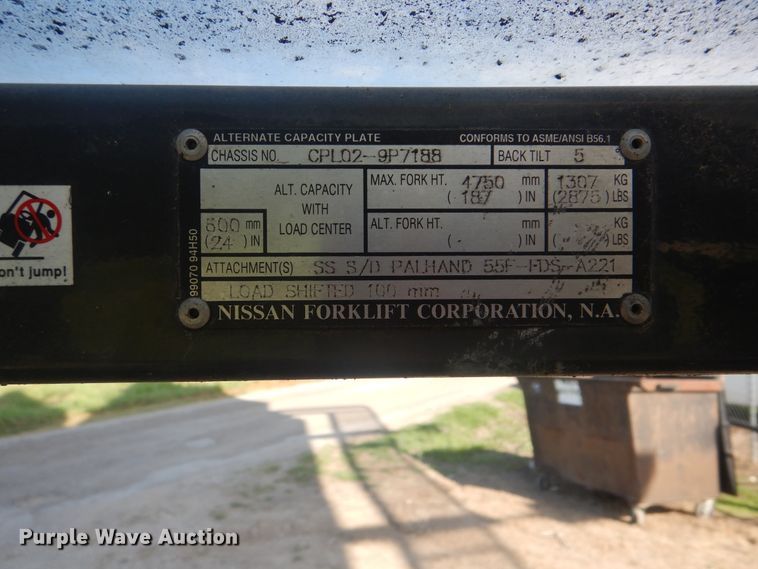 ALTERNATE CAPACITY PLATE CONFORMS TO ASME/ANSI B56.1
CHASSIS NO. CPL02-9P7188 BACK TILT 5
ALT. CAPACITY WITH LOAD CENTER
600 mm
(24) IN
MAX. FORK HT. 4750 mm 1307 KG
(187) IN (2875) LBS
ALT. FORK HT. mm KG
( ) IN ( ) LBS
ATTACHMENT(S) SS S/D PALHAND 55F-FDS-A221
LOAD SHIFTED 100 mm
NISSAN FORKLIFT CORPORATION, N.A.
99070 94H50
on't jump!
Purple Wave Auction